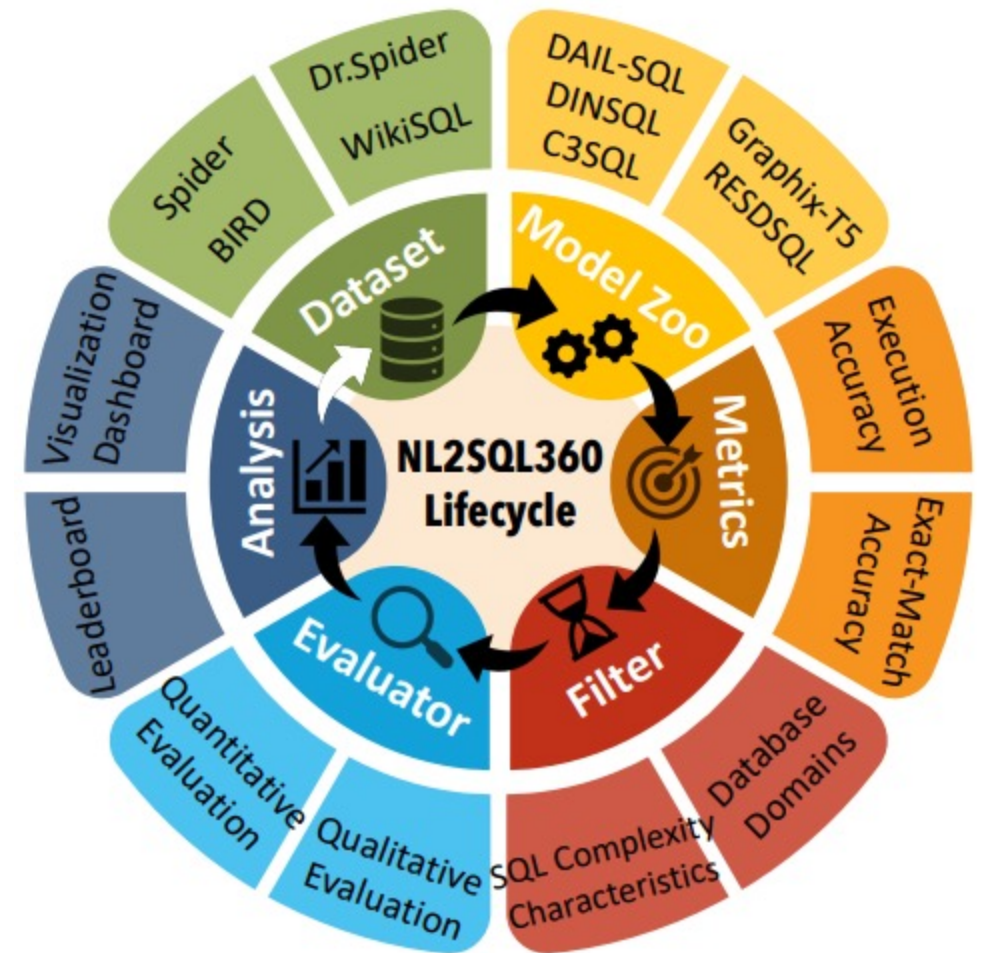 NL2SQL360
Lifecycle
Dataset
Spider
BIRD
Dr.Spider
WikiSQL
Model Zoo
DAIL-SQL
DINSQL
C3SQL
Graphix-T5
RESDSQL
Metrics
Execution
Accuracy
Exact-Match
Accuracy
Filter
Database
Domains
SQL Complexity
Characteristics
Evaluator
Qualitative
Evaluation
Quantitative
Evaluation
Analysis
Leaderboard
Visualization
Dashboard